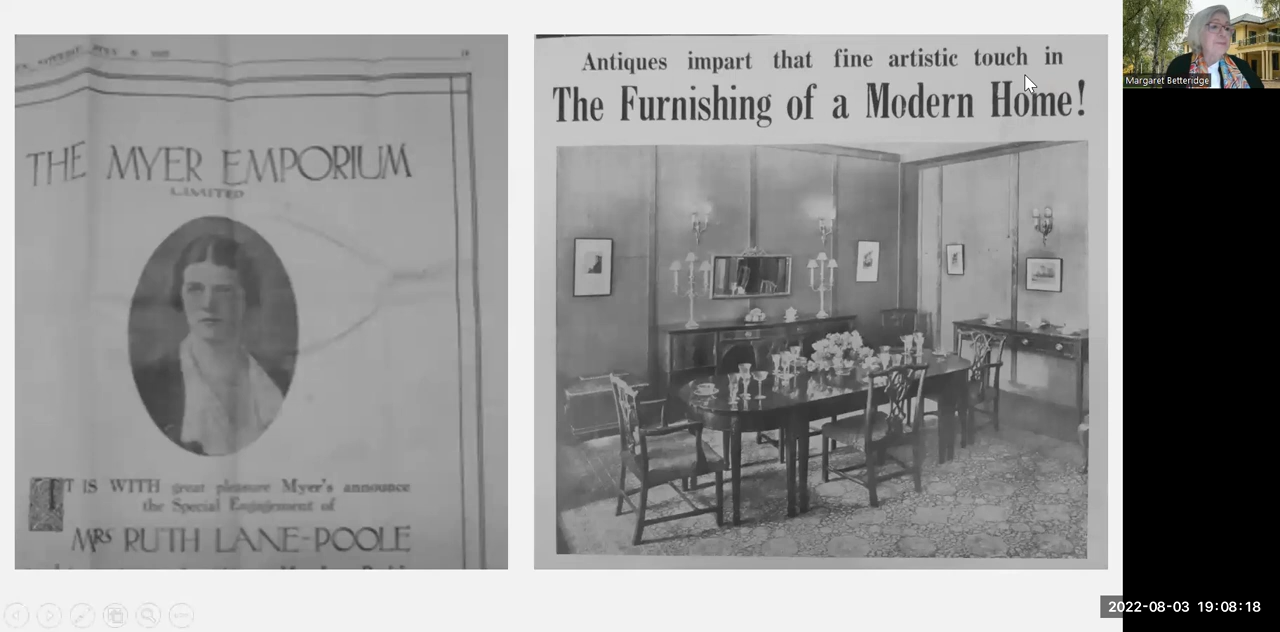 THE MYER EMPORIUM
LIMITED
IT IS WITH great pleasure Myer's announce
the Special Engagement of
MRS RUTH LANE-POOLE
Antiques impart that fine artistic touch in
The Furnishing of a Modern Home!
Margaret Betteridge
2022-08-03 19:08:18